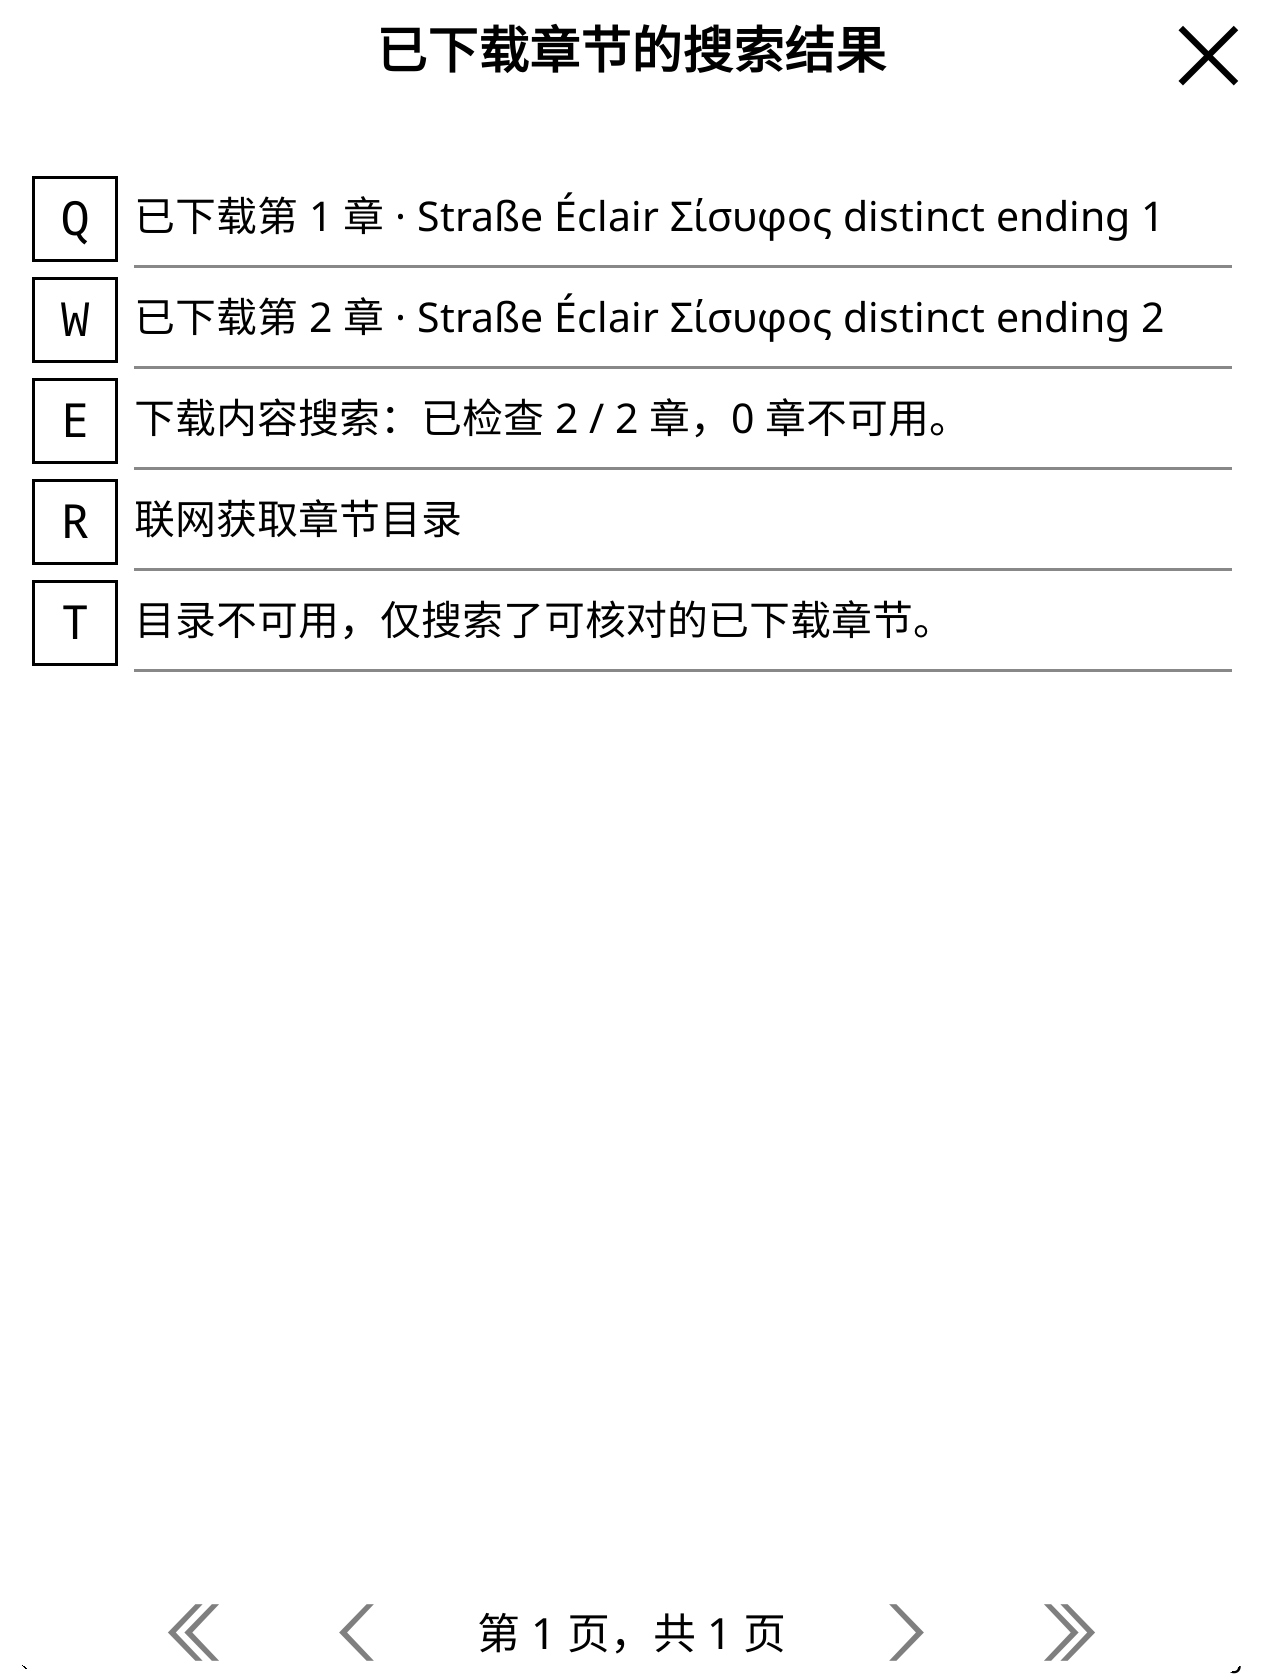 已下载章节的搜索结果
Q 已下载第 1 章 · Straße Éclair Σίσυφος distinct ending 1
W 已下载第 2 章 · Straße Éclair Σίσυφος distinct ending 2
E 下载内容搜索：已检查 2 / 2 章，0 章不可用。
R 联网获取章节目录
T 目录不可用，仅搜索了可核对的已下载章节。
第 1 页，共 1 页